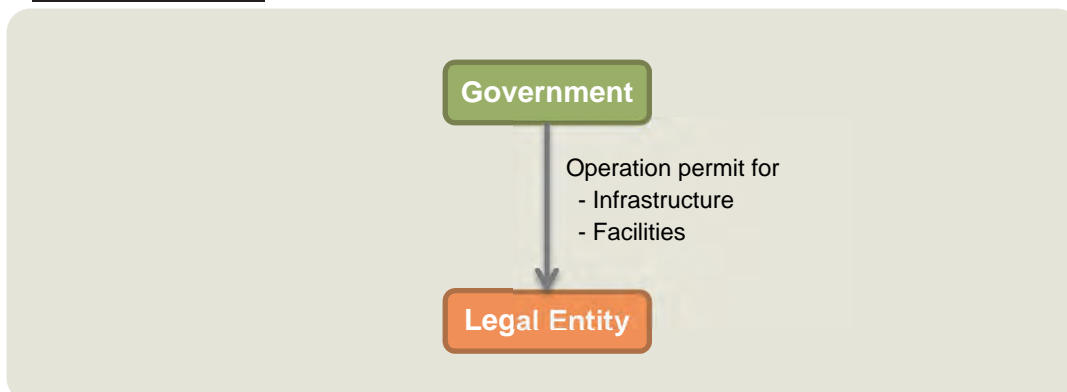 Government
Operation permit for
- Infrastructure
- Facilities
Legal Entity